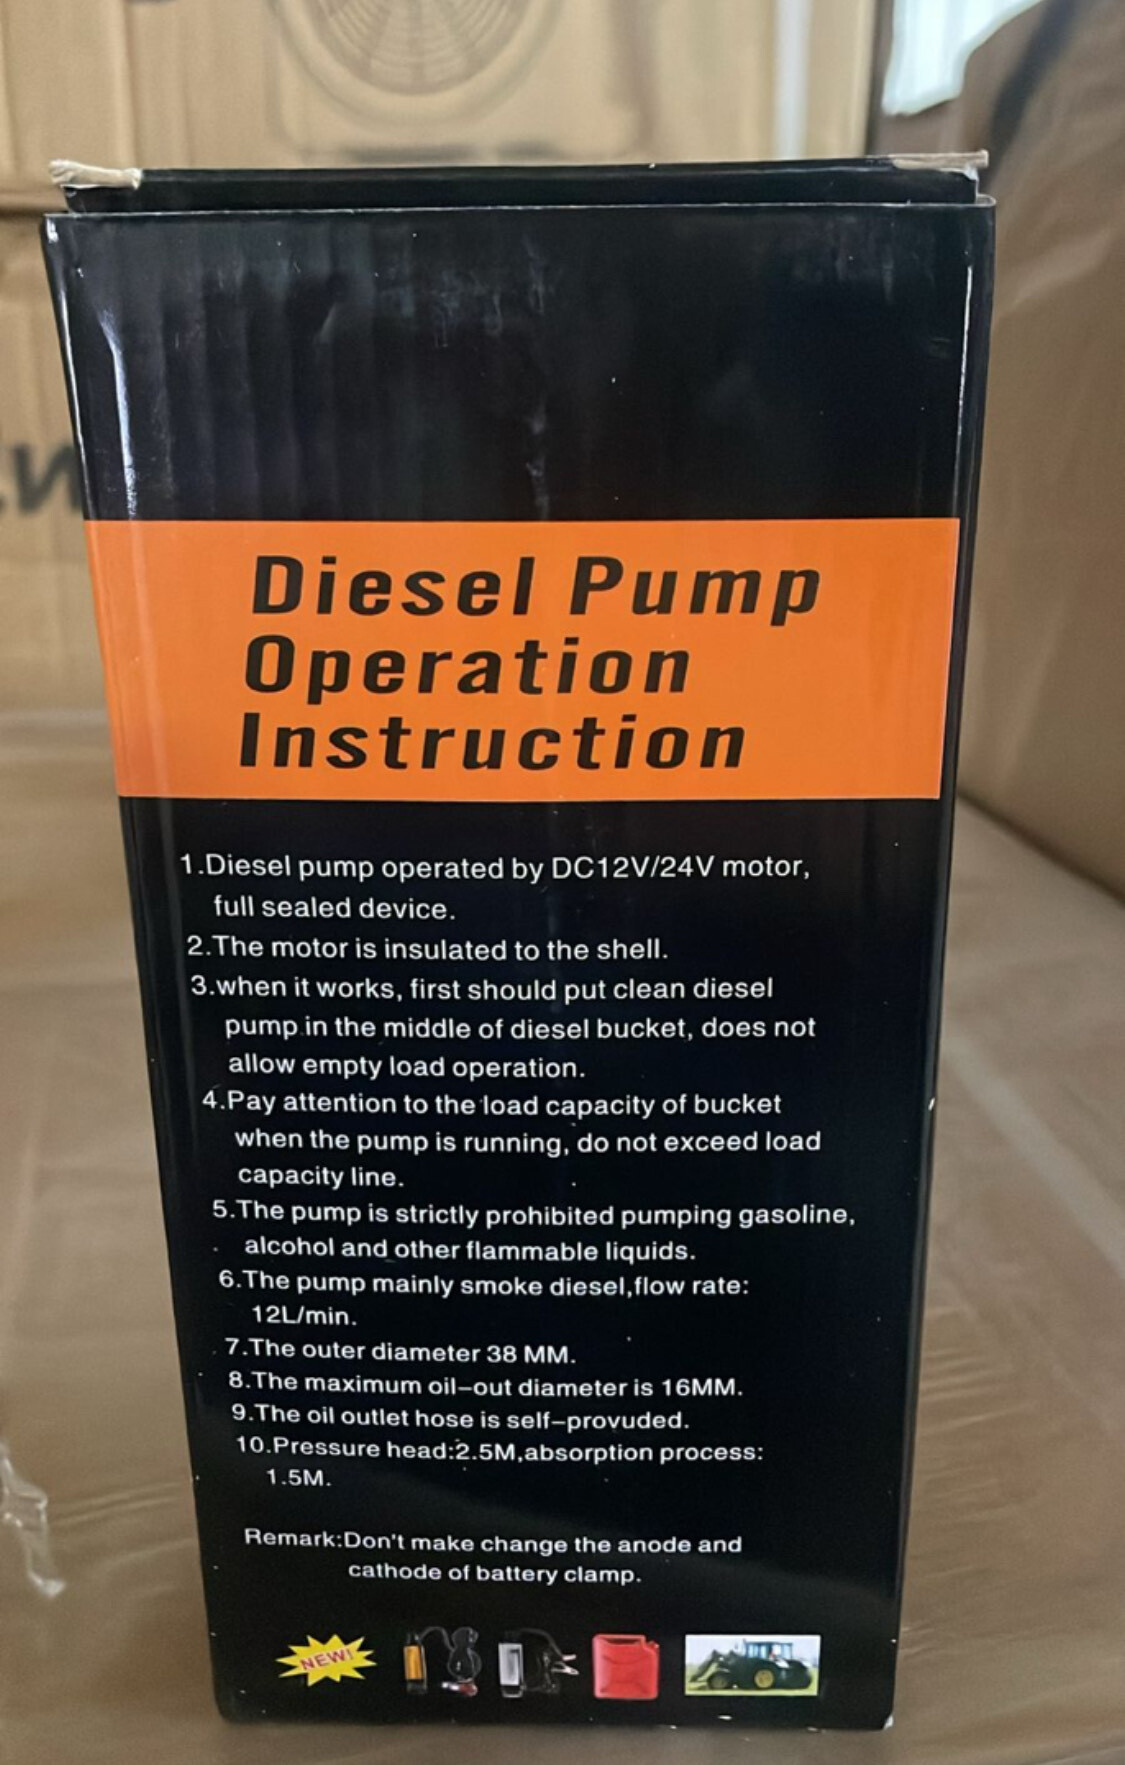 Diesel Pump
Operation
Instruction
1.Diesel pump operated by DC12V/24V motor,
full sealed device.
2.The motor is insulated to the shell.
3.when it works, first should put clean diesel
pump in the middle of diesel bucket, does not
allow empty load operation.
4.Pay attention to the load capacity of bucket
when the pump is running, do not exceed load
capacity line.
5.The pump is strictly prohibited pumping gasoline,
alcohol and other flammable liquids.
6.The pump mainly smoke diesel,flow rate:
12L/min.
7.The outer diameter 38 MM.
8.The maximum oil-out diameter is 16MM.
9.The oil outlet hose is self-provuded.
10.Pressure head:2.5M,absorption process:
1.5M.
Remark:Don't make change the anode and
cathode of battery clamp.
NEW!